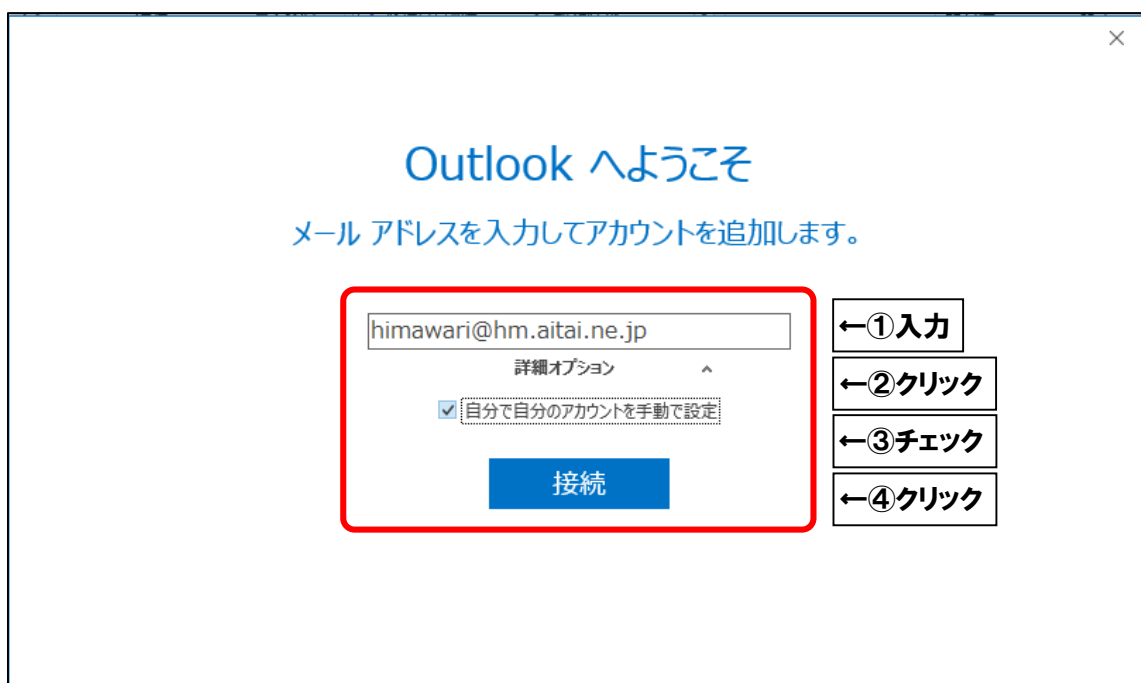 Outlook へようこそ
メール アドレスを入力してアカウントを追加します。
himawari@hm.aitai.ne.jp
←①入力
詳細オプション
←②クリック
自分で自分のアカウントを手動で設定
←③チェック
接続
←④クリック